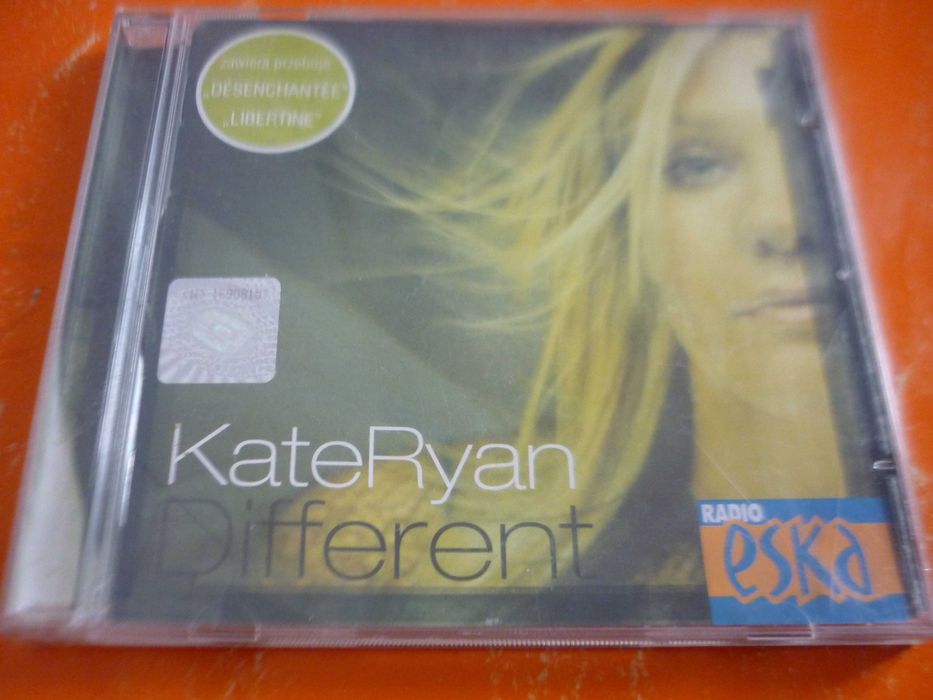 zawiera przeboje
„DÉSENCHANTÉE"
„LIBERTINE"
KateRyan
Different
RADIO
eska